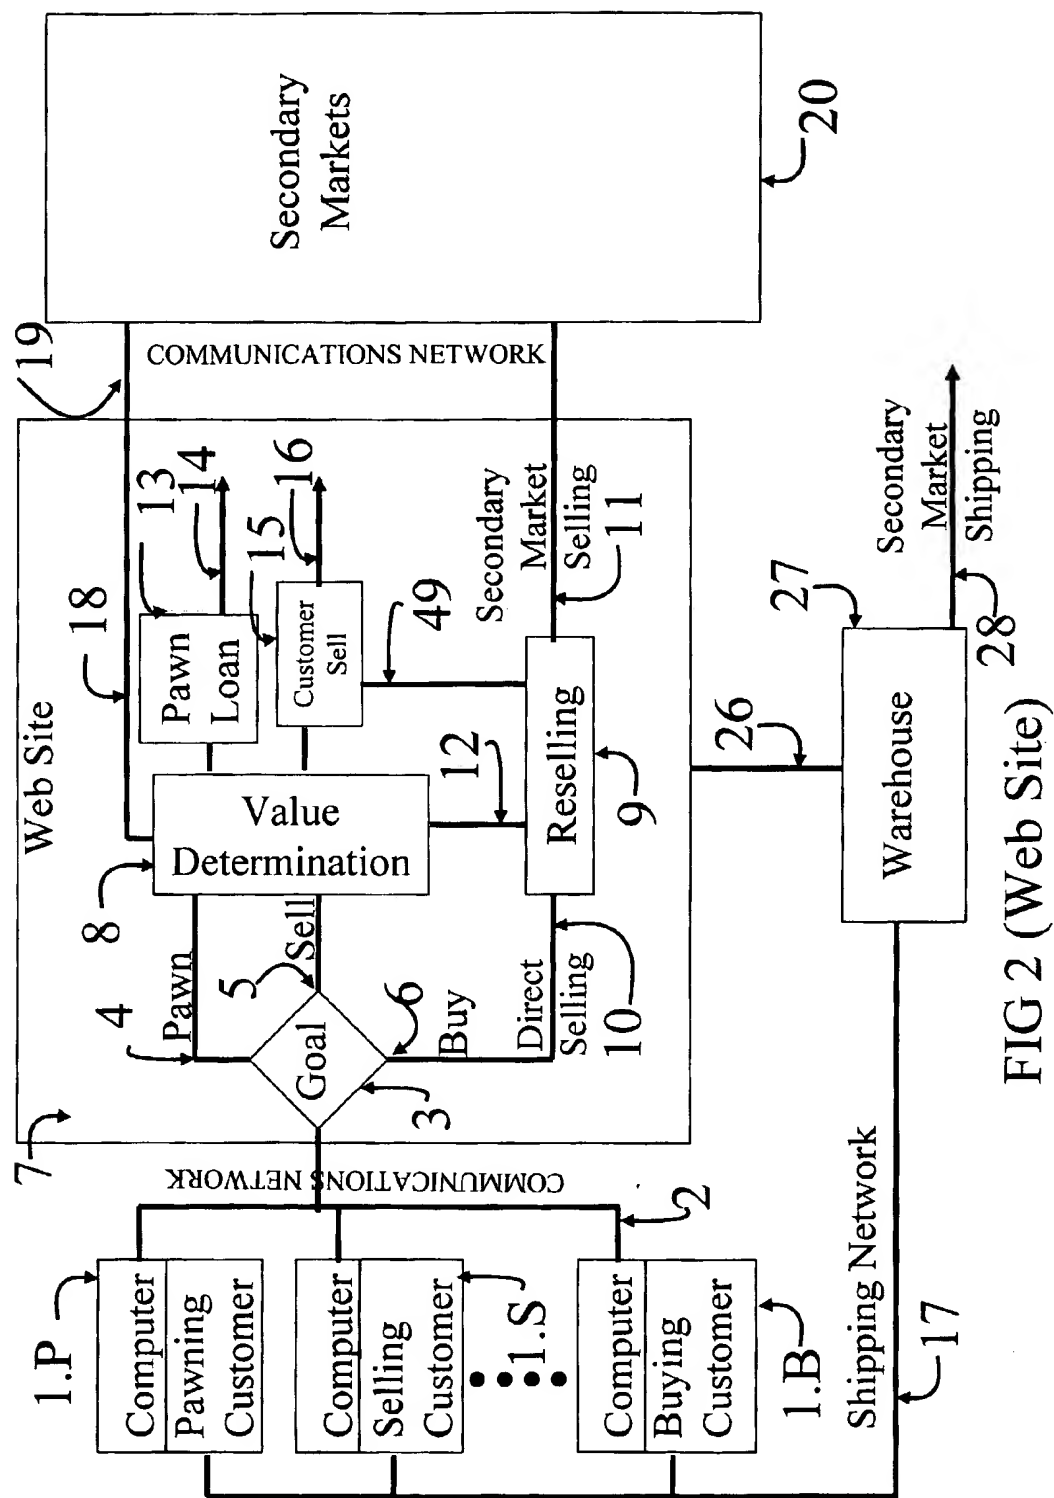 1.P
Computer
Pawning
Customer
Computer
Selling
Customer
1.S
Computer
Buying
Customer
1.B
2
COMMUNICATIONS NETWORK
7
Web Site
Goal
3
4
Pawn
5
Sell
6
Buy
Direct
Selling
10
8
Value
Determination
18
Pawn
Loan
13
14
Customer
Sell
15
16
12
49
Reselling
9
Secondary
Market
Selling
11
19
COMMUNICATIONS NETWORK
Secondary
Markets
20
Shipping Network
17
26
Warehouse
27
Secondary
Market
Shipping
28
FIG 2 (Web Site)